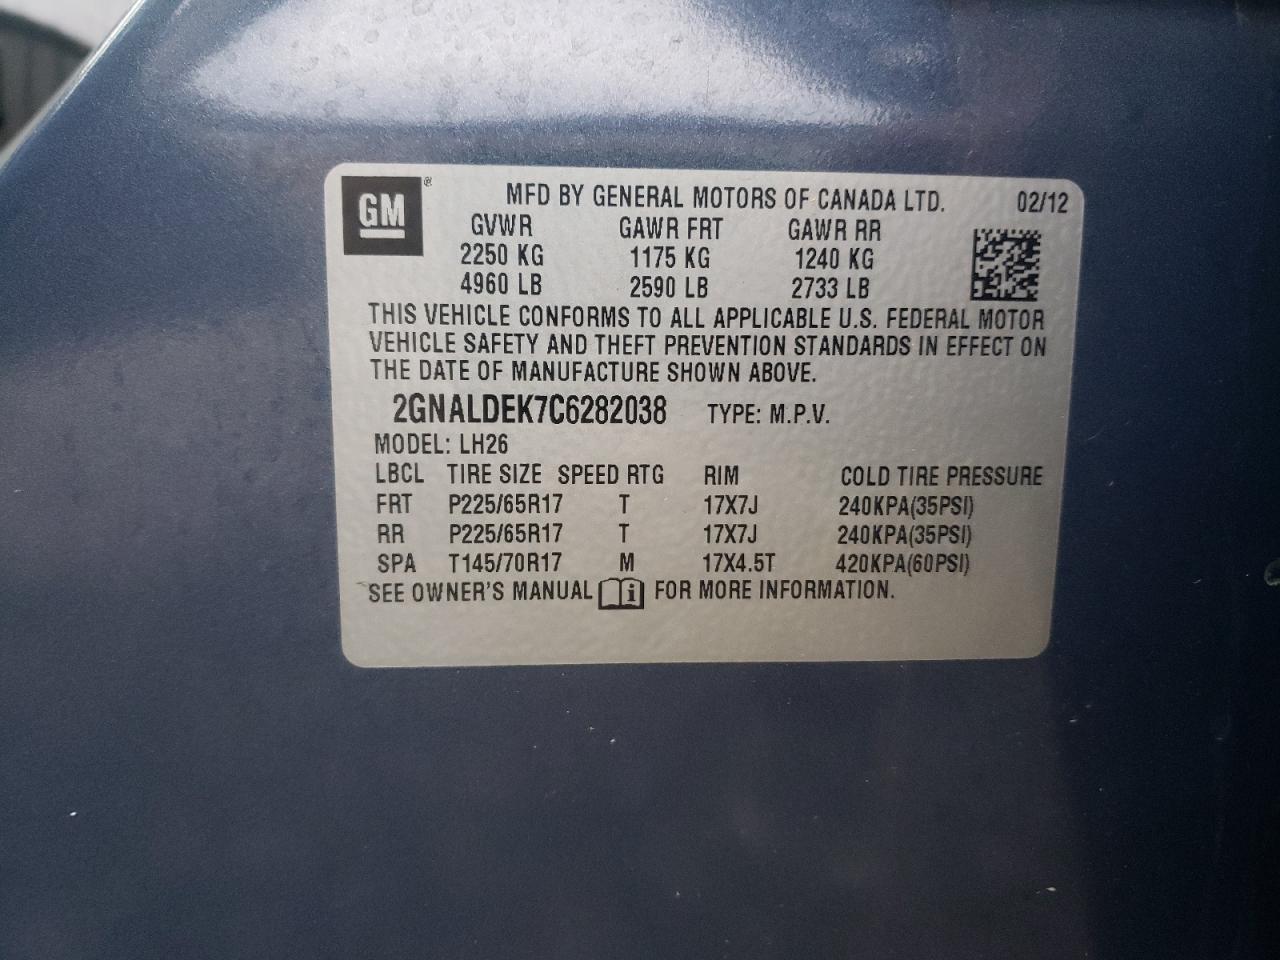 GM ® MFD BY GENERAL MOTORS OF CANADA LTD. 02/12
GVWR GAWR FRT GAWR RR
2250 KG 1175 KG 1240 KG
4960 LB 2590 LB 2733 LB
THIS VEHICLE CONFORMS TO ALL APPLICABLE U.S. FEDERAL MOTOR
VEHICLE SAFETY AND THEFT PREVENTION STANDARDS IN EFFECT ON
THE DATE OF MANUFACTURE SHOWN ABOVE.
2GNALDEK7C6282038 TYPE: M.P.V.
MODEL: LH26
LBCL TIRE SIZE SPEED RTG RIM COLD TIRE PRESSURE
FRT P225/65R17 T 17X7J 240KPA(35PSI)
RR P225/65R17 T 17X7J 240KPA(35PSI)
SPA T145/70R17 M 17X4.5T 420KPA(60PSI)
SEE OWNER'S MANUAL i FOR MORE INFORMATION.